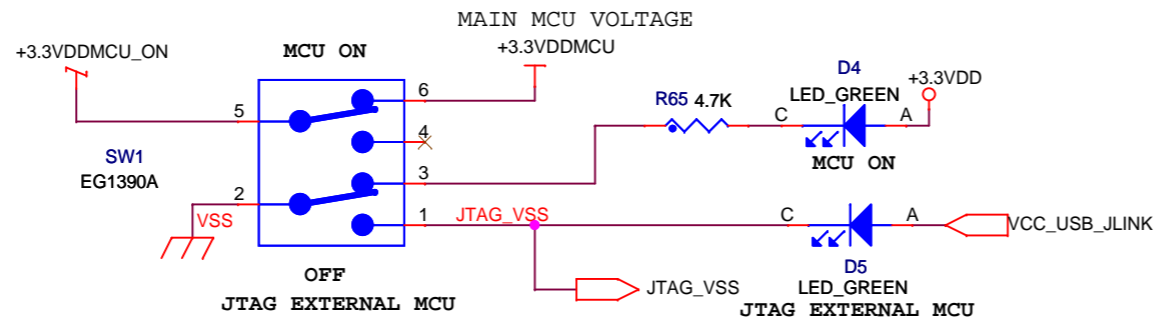 MAIN MCU VOLTAGE
+3.3VDDMCU_ON
MCU ON
+3.3VDDMCU
D4
LED_GREEN
+3.3VDD
6
5
R65 4.7K
C
A
4
MCU ON
SW1
EG1390A
3
2
VSS
1
JTAG_VSS
C
A
VCC_USB_JLINK
OFF
JTAG EXTERNAL MCU
JTAG_VSS
D5
LED_GREEN
JTAG EXTERNAL MCU